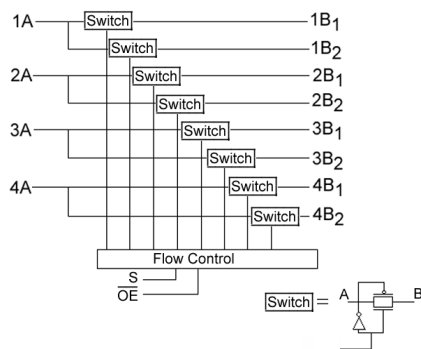 1A Switch 1B1
Switch 1B2
2A Switch 2B1
Switch 2B2
3A Switch 3B1
Switch 3B2
4A Switch 4B1
Switch 4B2
Flow Control
S
OE
Switch = A B